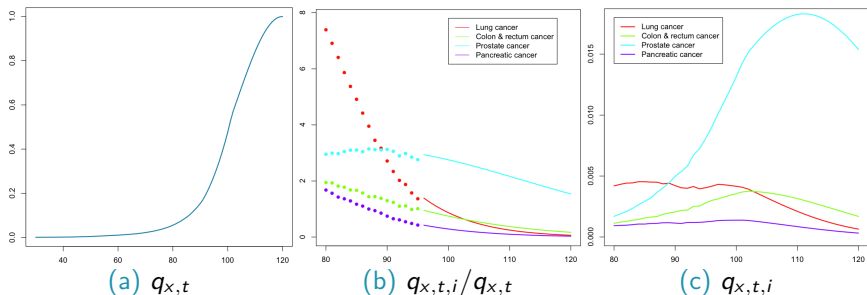 1.0
0.8
0.6
0.4
0.2
0.0
40 60 80 100 120
8
6
4
2
0
Lung cancer
Colon & rectum cancer
Prostate cancer
Pancreatic cancer
80 90 100 110 120
0.015
0.010
0.005
0.000
Lung cancer
Colon & rectum cancer
Prostate cancer
Pancreatic cancer
80 90 100 110 120
(a) q_{x,t}
(b) q_{x,t,i}/q_{x,t}
(c) q_{x,t,i}